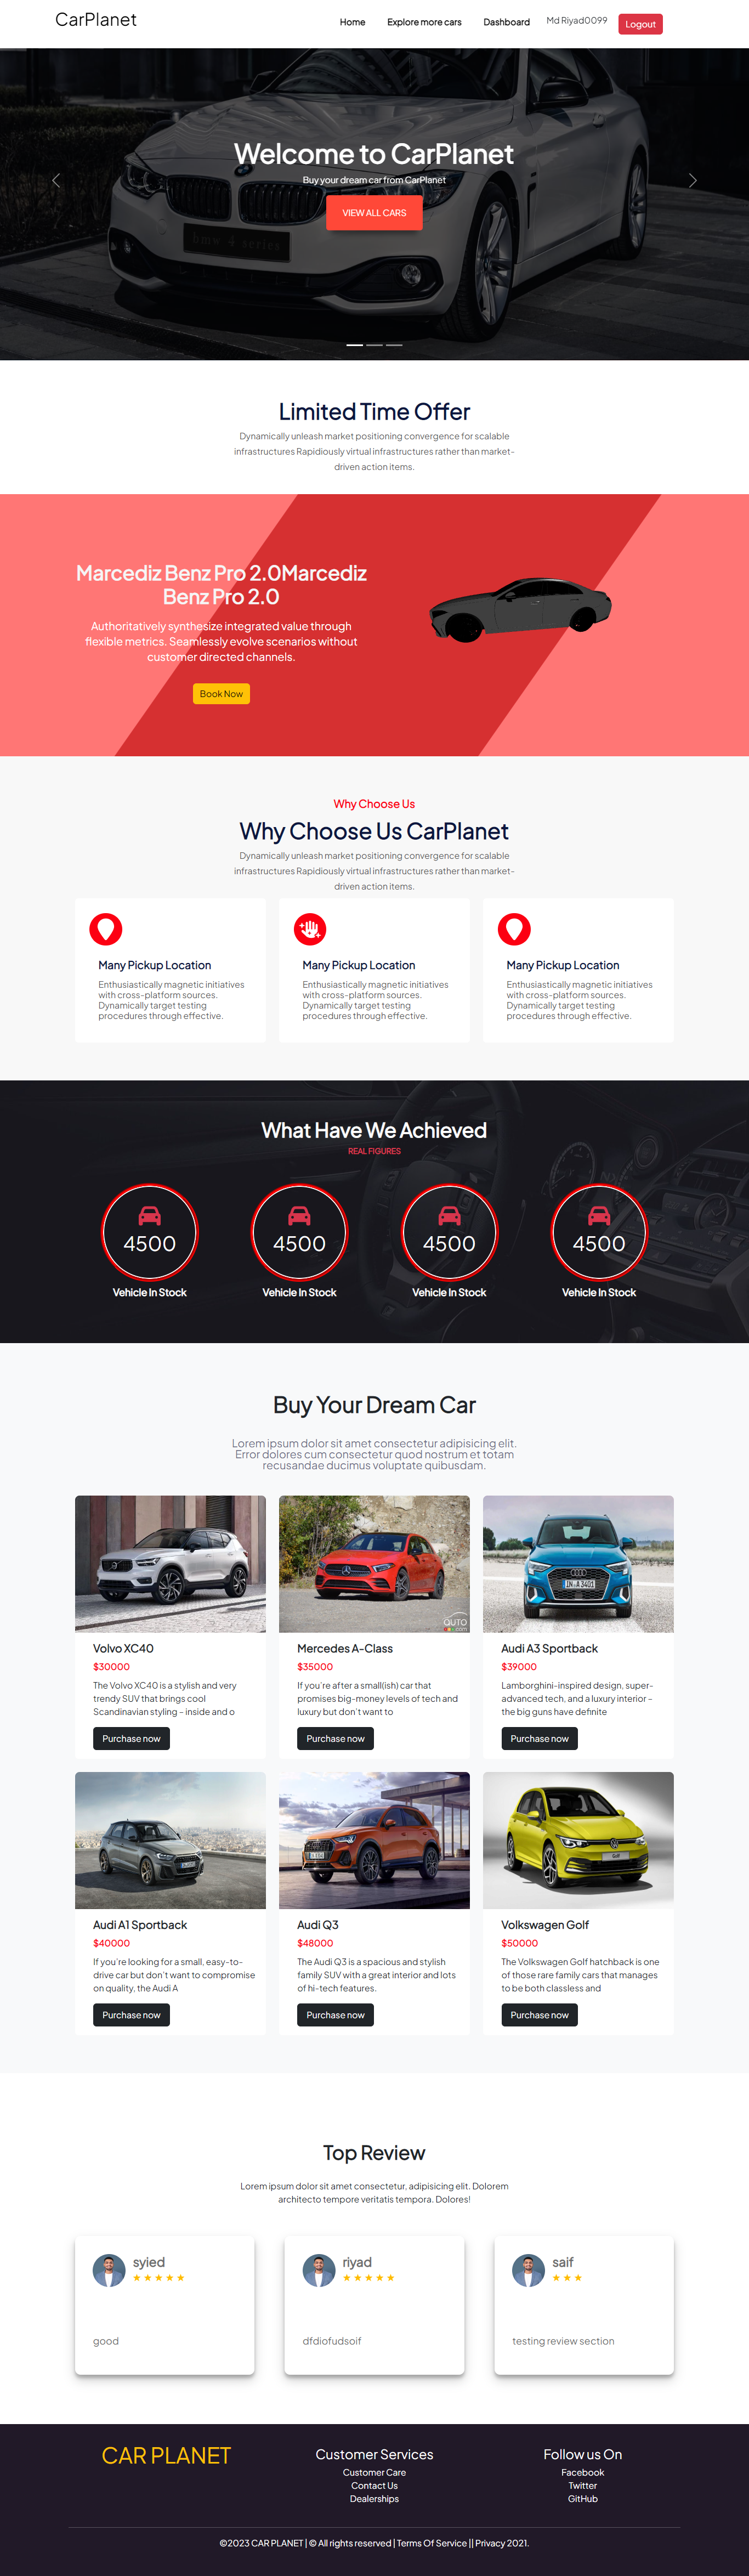 CarPlanet
Home Explore more cars Dashboard Md Riyad0099 Logout
Welcome to CarPlanet
Buy your dream car from CarPlanet
VIEW ALL CARS
bmw 4 series
Limited Time Offer
Dynamically unleash market positioning convergence for scalable
infrastructures Rapidiously virtual infrastructures rather than market-
driven action items.
Marcediz Benz Pro 2.0Marcediz
Benz Pro 2.0
Authoritatively synthesize integrated value through
flexible metrics. Seamlessly evolve scenarios without
customer directed channels.
Book Now
Why Choose Us
Why Choose Us CarPlanet
Dynamically unleash market positioning convergence for scalable
infrastructures Rapidiously virtual infrastructures rather than market-
driven action items.
Many Pickup Location
Enthusiastically magnetic initiatives
with cross-platform sources.
Dynamically target testing
procedures through effective.
Many Pickup Location
Enthusiastically magnetic initiatives
with cross-platform sources.
Dynamically target testing
procedures through effective.
Many Pickup Location
Enthusiastically magnetic initiatives
with cross-platform sources.
Dynamically target testing
procedures through effective.
What Have We Achieved
REAL FIGURES
4500 4500 4500 4500
Vehicle In Stock Vehicle In Stock Vehicle In Stock Vehicle In Stock
Buy Your Dream Car
Lorem ipsum dolor sit amet consectetur adipisicing elit.
Error dolores cum consectetur quod nostrum et totam
recusandae ducimus voluptate quibusdam.
Volvo XC40
$30000
The Volvo XC40 is a stylish and very
trendy SUV that brings cool
Scandinavian styling – inside and o
Purchase now
Mercedes A-Class
$35000
If you're after a small(ish) car that
promises big-money levels of tech and
luxury but don't want to
Purchase now
IN A 3401
Audi A3 Sportback
$39000
Lamborghini-inspired design, super-
advanced tech, and a luxury interior –
the big guns have definite
Purchase now
Audi A1 Sportback
$40000
If you're looking for a small, easy-to-
drive car but don't want to compromise
on quality, the Audi A
Purchase now
Audi Q3
$48000
The Audi Q3 is a spacious and stylish
family SUV with a great interior and lots
of hi-tech features.
Purchase now
Golf
Volkswagen Golf
$50000
The Volkswagen Golf hatchback is one
of those rare family cars that manages
to be both classless and
Purchase now
Top Review
Lorem ipsum dolor sit amet consectetur, adipisicing elit. Dolorem
architecto tempore veritatis tempora. Dolores!
syied
good
riyad
dfdiofudsoif
saif
testing review section
CAR PLANET
Customer Services
Customer Care
Contact Us
Dealerships
Follow us On
Facebook
Twitter
GitHub
©2023 CAR PLANET | © All rights reserved | Terms Of Service || Privacy 2021.